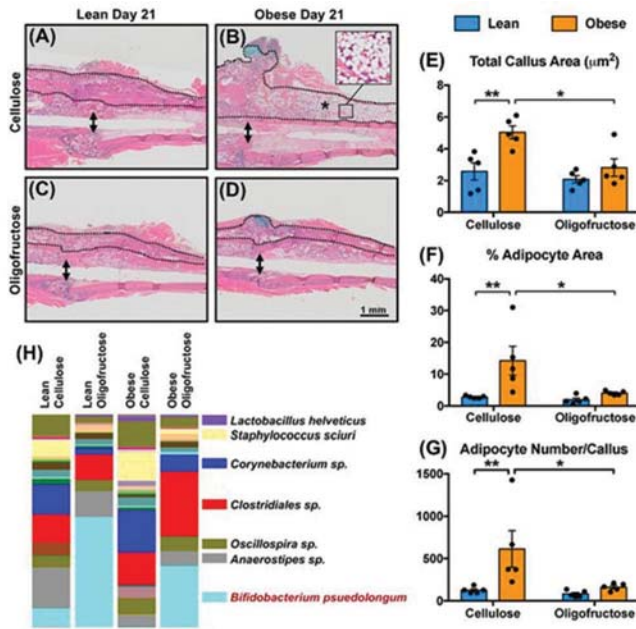 Lean Day 21
Obese Day 21
Lean
Obese
Cellulose
(A)
(B)
*
Oligofructose
(C)
(D)
1 mm
(E)
Total Callus Area (μm2)
**
*
8
6
4
2
0
Cellulose
Oligofructose
(F)
% Adipocyte Area
**
*
40
30
20
10
0
Cellulose
Oligofructose
(G)
Adipocyte Number/Callus
**
*
1500
1000
500
0
Cellulose
Oligofructose
(H)
Lean
Cellulose
Lean
Oligofructose
Obese
Cellulose
Obese
Oligofructose
Lactobacillus helveticus
Staphylococcus sciuri
Corynebacterium sp.
Clostridiales sp.
Oscillospira sp.
Anaerostipes sp.
Bifidobacterium psuedolongum